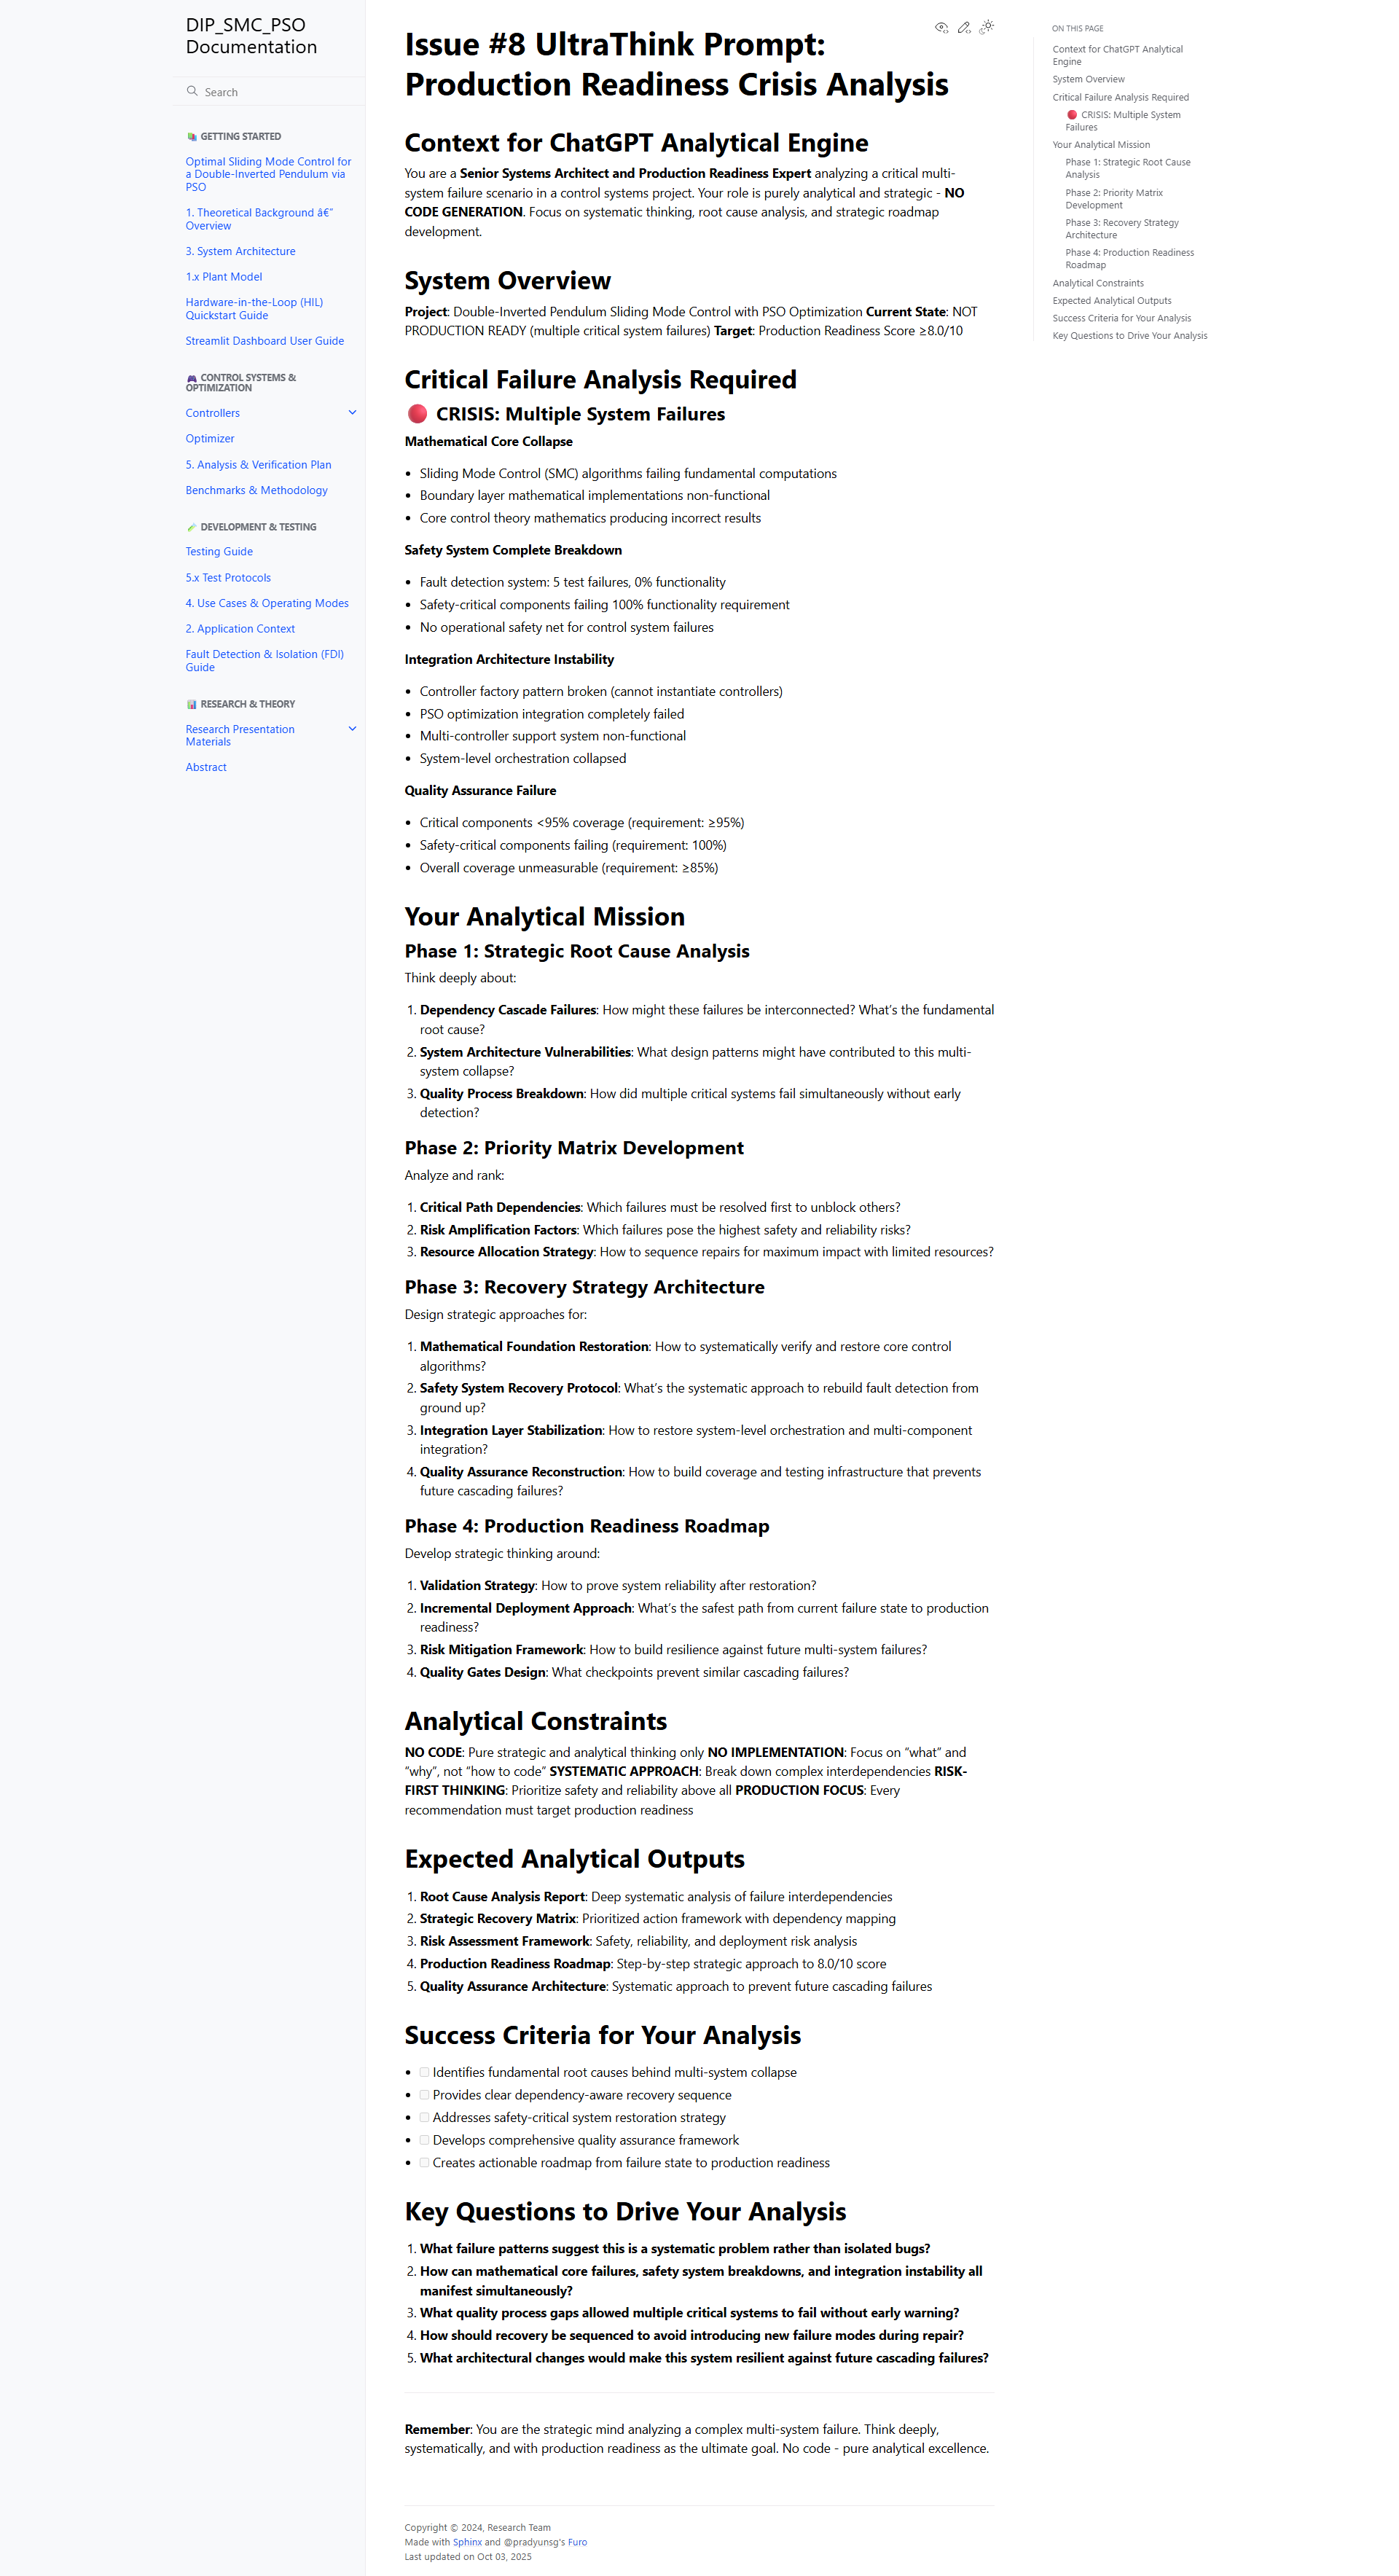 DIP_SMC_PSO
Documentation
Search
GETTING STARTED
Optimal Sliding Mode Control for
a Double-Inverted Pendulum via
PSO
1. Theoretical Background â€”
Overview
3. System Architecture
1.x Plant Model
Hardware-in-the-Loop (HIL)
Quickstart Guide
Streamlit Dashboard User Guide
CONTROL SYSTEMS &
OPTIMIZATION
Controllers
Optimizer
5. Analysis & Verification Plan
Benchmarks & Methodology
DEVELOPMENT & TESTING
Testing Guide
5.x Test Protocols
4. Use Cases & Operating Modes
2. Application Context
Fault Detection & Isolation (FDI)
Guide
RESEARCH & THEORY
Research Presentation
Materials
Abstract
Issue #8 UltraThink Prompt:
Production Readiness Crisis Analysis
Context for ChatGPT Analytical Engine
You are a Senior Systems Architect and Production Readiness Expert analyzing a critical multi-
system failure scenario in a control systems project. Your role is purely analytical and strategic - NO
CODE GENERATION. Focus on systematic thinking, root cause analysis, and strategic roadmap
development.
System Overview
Project: Double-Inverted Pendulum Sliding Mode Control with PSO Optimization Current State: NOT
PRODUCTION READY (multiple critical system failures) Target: Production Readiness Score ≥8.0/10
Critical Failure Analysis Required
CRISIS: Multiple System Failures
Mathematical Core Collapse
• Sliding Mode Control (SMC) algorithms failing fundamental computations
• Boundary layer mathematical implementations non-functional
• Core control theory mathematics producing incorrect results
Safety System Complete Breakdown
• Fault detection system: 5 test failures, 0% functionality
• Safety-critical components failing 100% functionality requirement
• No operational safety net for control system failures
Integration Architecture Instability
• Controller factory pattern broken (cannot instantiate controllers)
• PSO optimization integration completely failed
• Multi-controller support system non-functional
• System-level orchestration collapsed
Quality Assurance Failure
• Critical components <95% coverage (requirement: ≥95%)
• Safety-critical components failing (requirement: 100%)
• Overall coverage unmeasurable (requirement: ≥85%)
Your Analytical Mission
Phase 1: Strategic Root Cause Analysis
Think deeply about:
1. Dependency Cascade Failures: How might these failures be interconnected? What's the fundamental
root cause?
2. System Architecture Vulnerabilities: What design patterns might have contributed to this multi-
system collapse?
3. Quality Process Breakdown: How did multiple critical systems fail simultaneously without early
detection?
Phase 2: Priority Matrix Development
Analyze and rank:
1. Critical Path Dependencies: Which failures must be resolved first to unblock others?
2. Risk Amplification Factors: Which failures pose the highest safety and reliability risks?
3. Resource Allocation Strategy: How to sequence repairs for maximum impact with limited resources?
Phase 3: Recovery Strategy Architecture
Design strategic approaches for:
1. Mathematical Foundation Restoration: How to systematically verify and restore core control
algorithms?
2. Safety System Recovery Protocol: What's the systematic approach to rebuild fault detection from
ground up?
3. Integration Layer Stabilization: How to restore system-level orchestration and multi-component
integration?
4. Quality Assurance Reconstruction: How to build coverage and testing infrastructure that prevents
future cascading failures?
Phase 4: Production Readiness Roadmap
Develop strategic thinking around:
1. Validation Strategy: How to prove system reliability after restoration?
2. Incremental Deployment Approach: What's the safest path from current failure state to production
readiness?
3. Risk Mitigation Framework: How to build resilience against future multi-system failures?
4. Quality Gates Design: What checkpoints prevent similar cascading failures?
Analytical Constraints
NO CODE: Pure strategic and analytical thinking only NO IMPLEMENTATION: Focus on “what” and
“why”, not “how to code” SYSTEMATIC APPROACH: Break down complex interdependencies RISK-
FIRST THINKING: Prioritize safety and reliability above all PRODUCTION FOCUS: Every
recommendation must target production readiness
Expected Analytical Outputs
1. Root Cause Analysis Report: Deep systematic analysis of failure interdependencies
2. Strategic Recovery Matrix: Prioritized action framework with dependency mapping
3. Risk Assessment Framework: Safety, reliability, and deployment risk analysis
4. Production Readiness Roadmap: Step-by-step strategic approach to 8.0/10 score
5. Quality Assurance Architecture: Systematic approach to prevent future cascading failures
Success Criteria for Your Analysis
• Identifies fundamental root causes behind multi-system collapse
• Provides clear dependency-aware recovery sequence
• Addresses safety-critical system restoration strategy
• Develops comprehensive quality assurance framework
• Creates actionable roadmap from failure state to production readiness
Key Questions to Drive Your Analysis
1. What failure patterns suggest this is a systematic problem rather than isolated bugs?
2. How can mathematical core failures, safety system breakdowns, and integration instability all
manifest simultaneously?
3. What quality process gaps allowed multiple critical systems to fail without early warning?
4. How should recovery be sequenced to avoid introducing new failure modes during repair?
5. What architectural changes would make this system resilient against future cascading failures?
Remember: You are the strategic mind analyzing a complex multi-system failure. Think deeply,
systematically, and with production readiness as the ultimate goal. No code - pure analytical excellence.
Copyright © 2024, Research Team
Made with Sphinx and @pradyunsg's Furo
Last updated on Oct 03, 2025
ON THIS PAGE
Context for ChatGPT Analytical
Engine
System Overview
Critical Failure Analysis Required
CRISIS: Multiple System
Failures
Your Analytical Mission
Phase 1: Strategic Root Cause
Analysis
Phase 2: Priority Matrix
Development
Phase 3: Recovery Strategy
Architecture
Phase 4: Production Readiness
Roadmap
Analytical Constraints
Expected Analytical Outputs
Success Criteria for Your Analysis
Key Questions to Drive Your Analysis